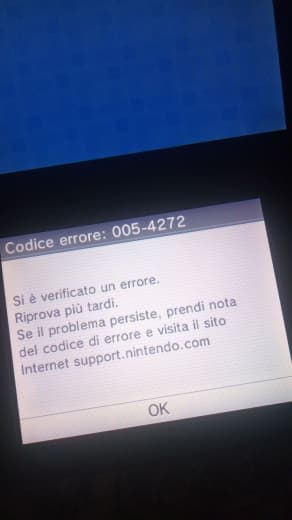 Codice errore: 005-4272
Si è verificato un errore.
Riprova più tardi.
Se il problema persiste, prendi nota
del codice di errore e visita il sito
Internet support.nintendo.com
OK